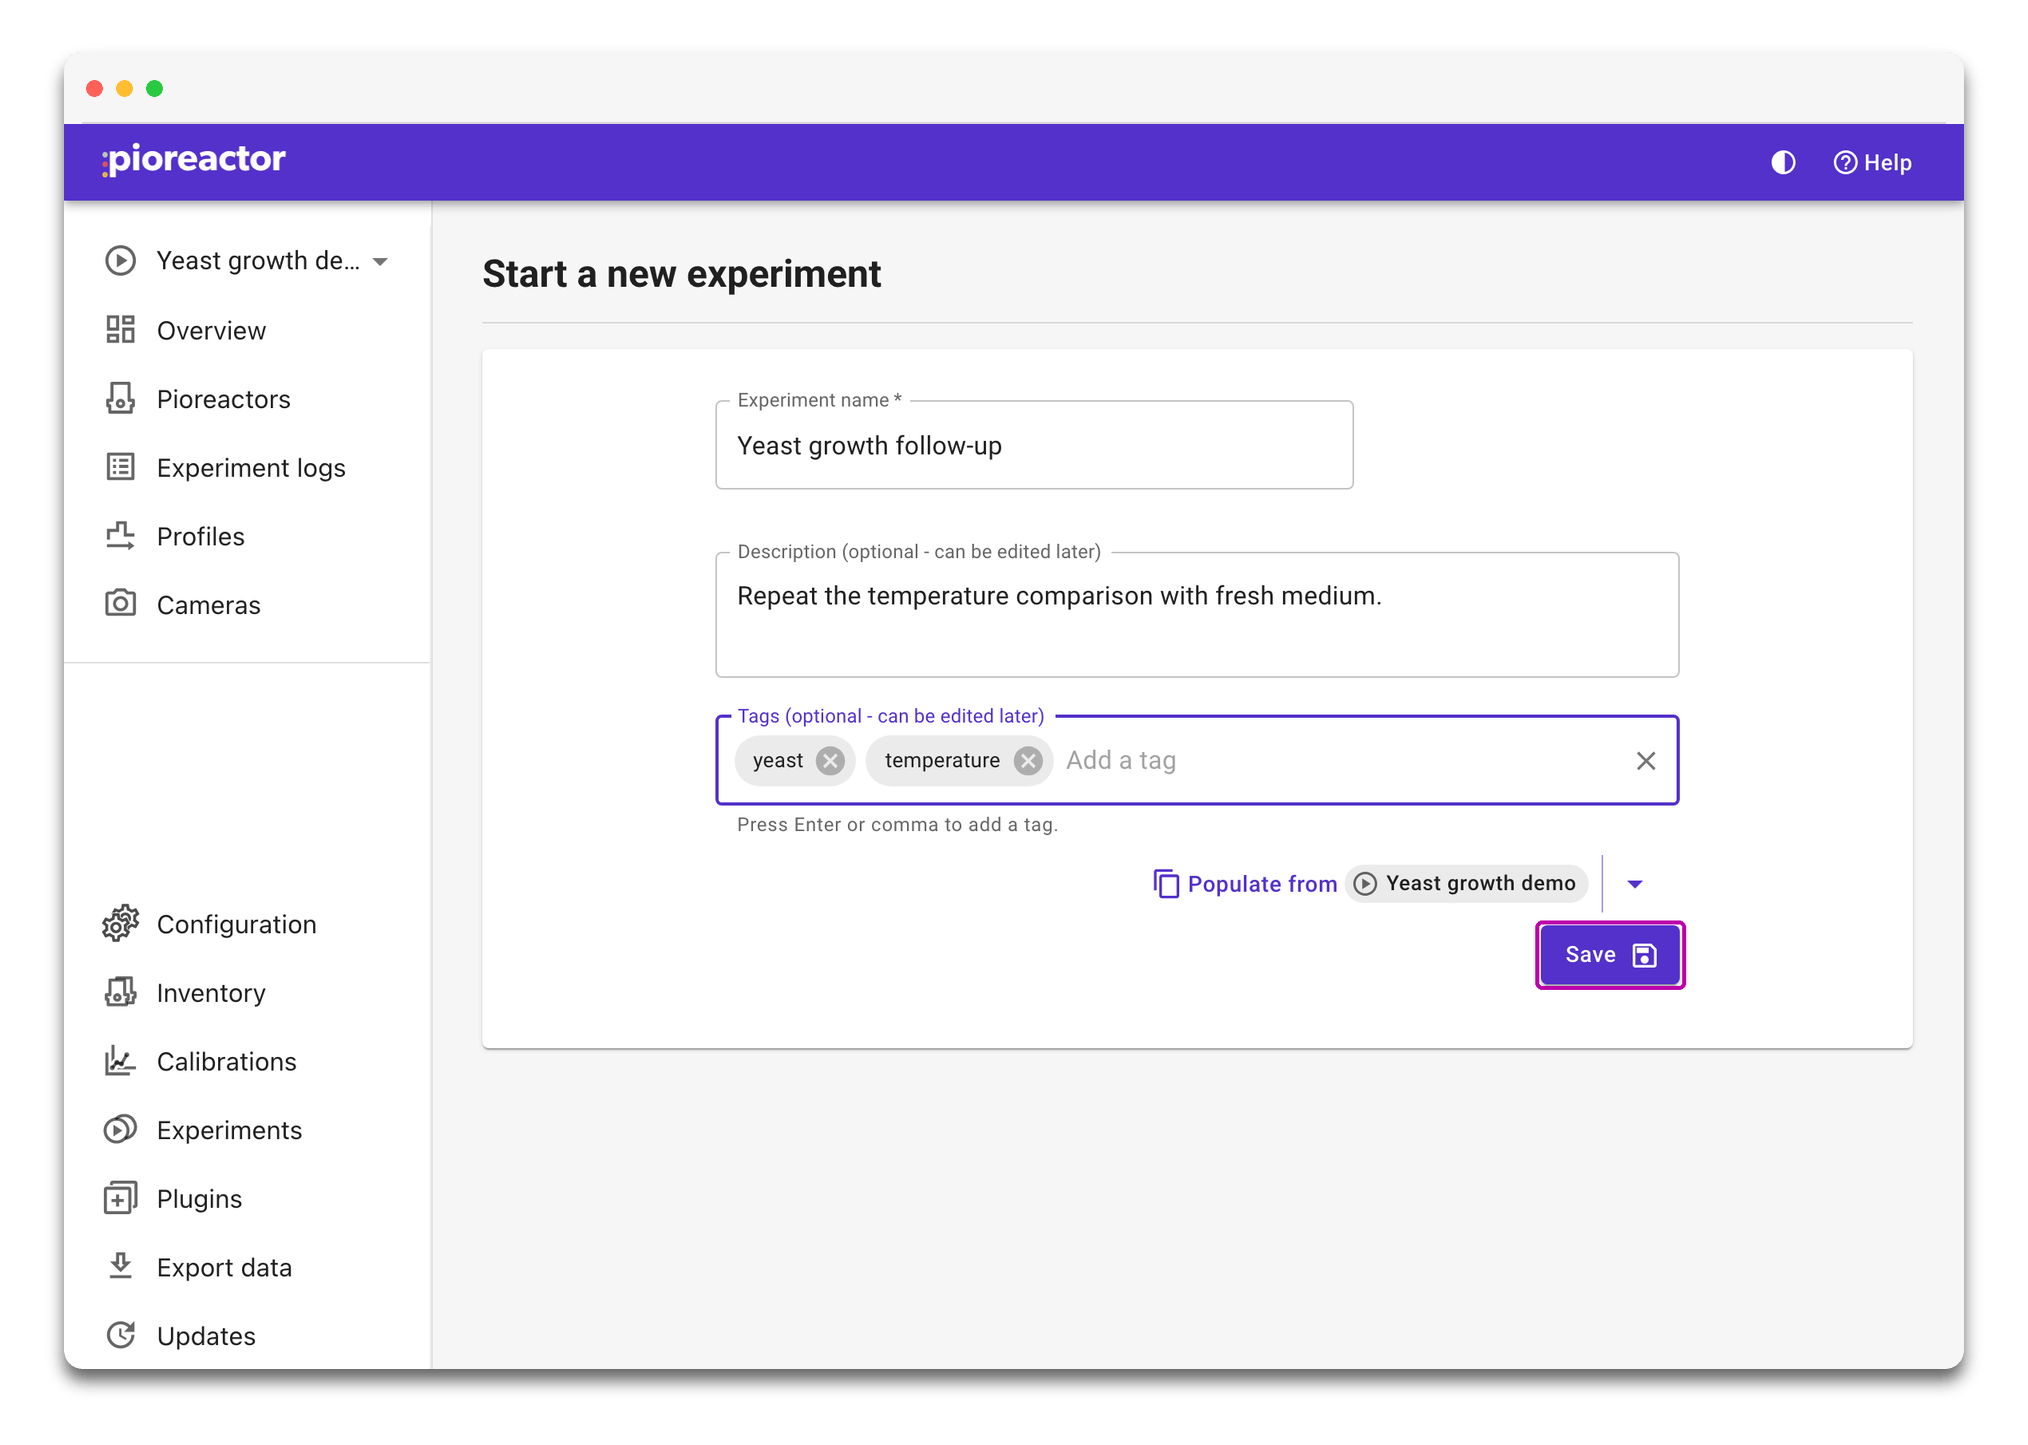 pioreactor
Help
Yeast growth de...
Overview
Pioreactors
Experiment logs
Profiles
Cameras
Configuration
Inventory
Calibrations
Experiments
Plugins
Export data
Updates
Start a new experiment
Experiment name *
Yeast growth follow-up
Description (optional - can be edited later)
Repeat the temperature comparison with fresh medium.
Tags (optional - can be edited later)
yeast temperature Add a tag
Press Enter or comma to add a tag.
Populate from Yeast growth demo
Save